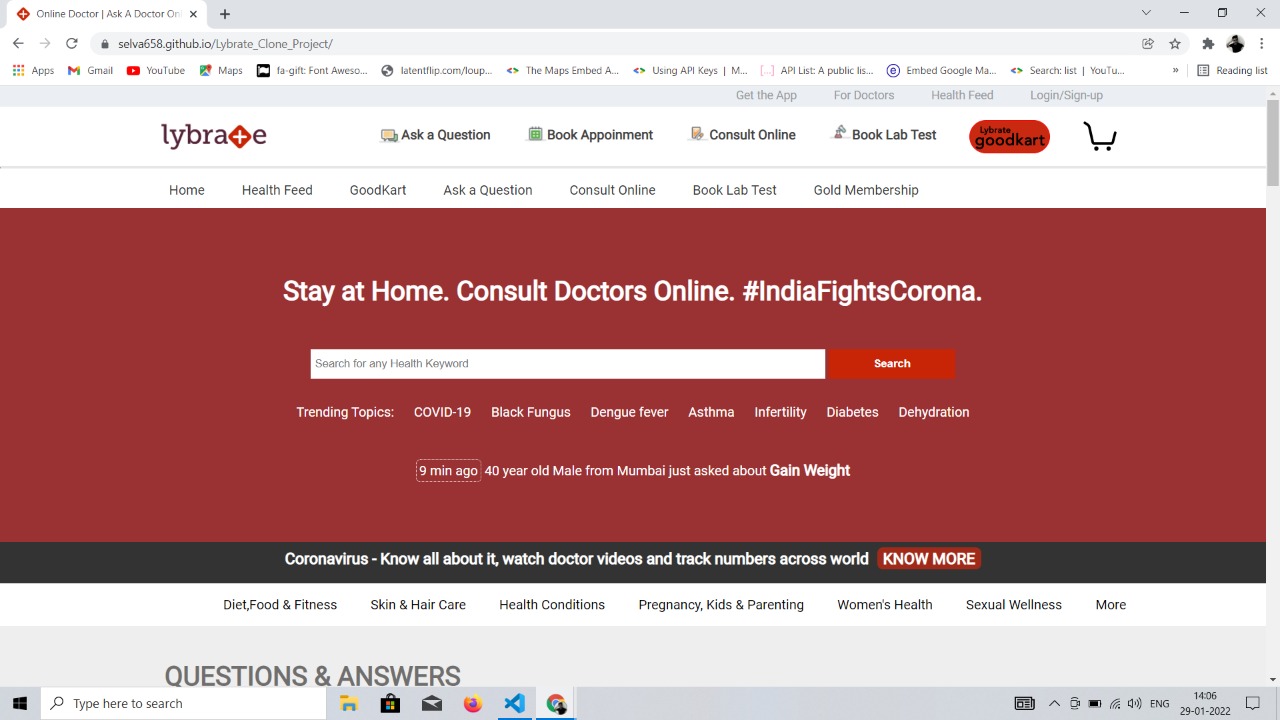 Online Doctor | Ask A Doctor On
selva658.github.io/Lybrate_Clone_Project/
Apps Gmail YouTube Maps fa-gift: Font Aweso... latentflip.com/loup... The Maps Embed A... Using API Keys | M... API List: A public lis... Embed Google Ma... Search: list | YouTu... » Reading list
Get the App For Doctors Health Feed Login/Sign-up
lybrate Ask a Question Book Appoinment Consult Online Book Lab Test Lybrate
goodkart
Home Health Feed GoodKart Ask a Question Consult Online Book Lab Test Gold Membership
Stay at Home. Consult Doctors Online. #IndiaFightsCorona.
Search for any Health Keyword Search
Trending Topics: COVID-19 Black Fungus Dengue fever Asthma Infertility Diabetes Dehydration
9 min ago 40 year old Male from Mumbai just asked about Gain Weight
Coronavirus - Know all about it, watch doctor videos and track numbers across world KNOW MORE
Diet,Food & Fitness Skin & Hair Care Health Conditions Pregnancy, Kids & Parenting Women's Health Sexual Wellness More
QUESTIONS & ANSWERS
Type here to search ENG 14:06
29-01-2022